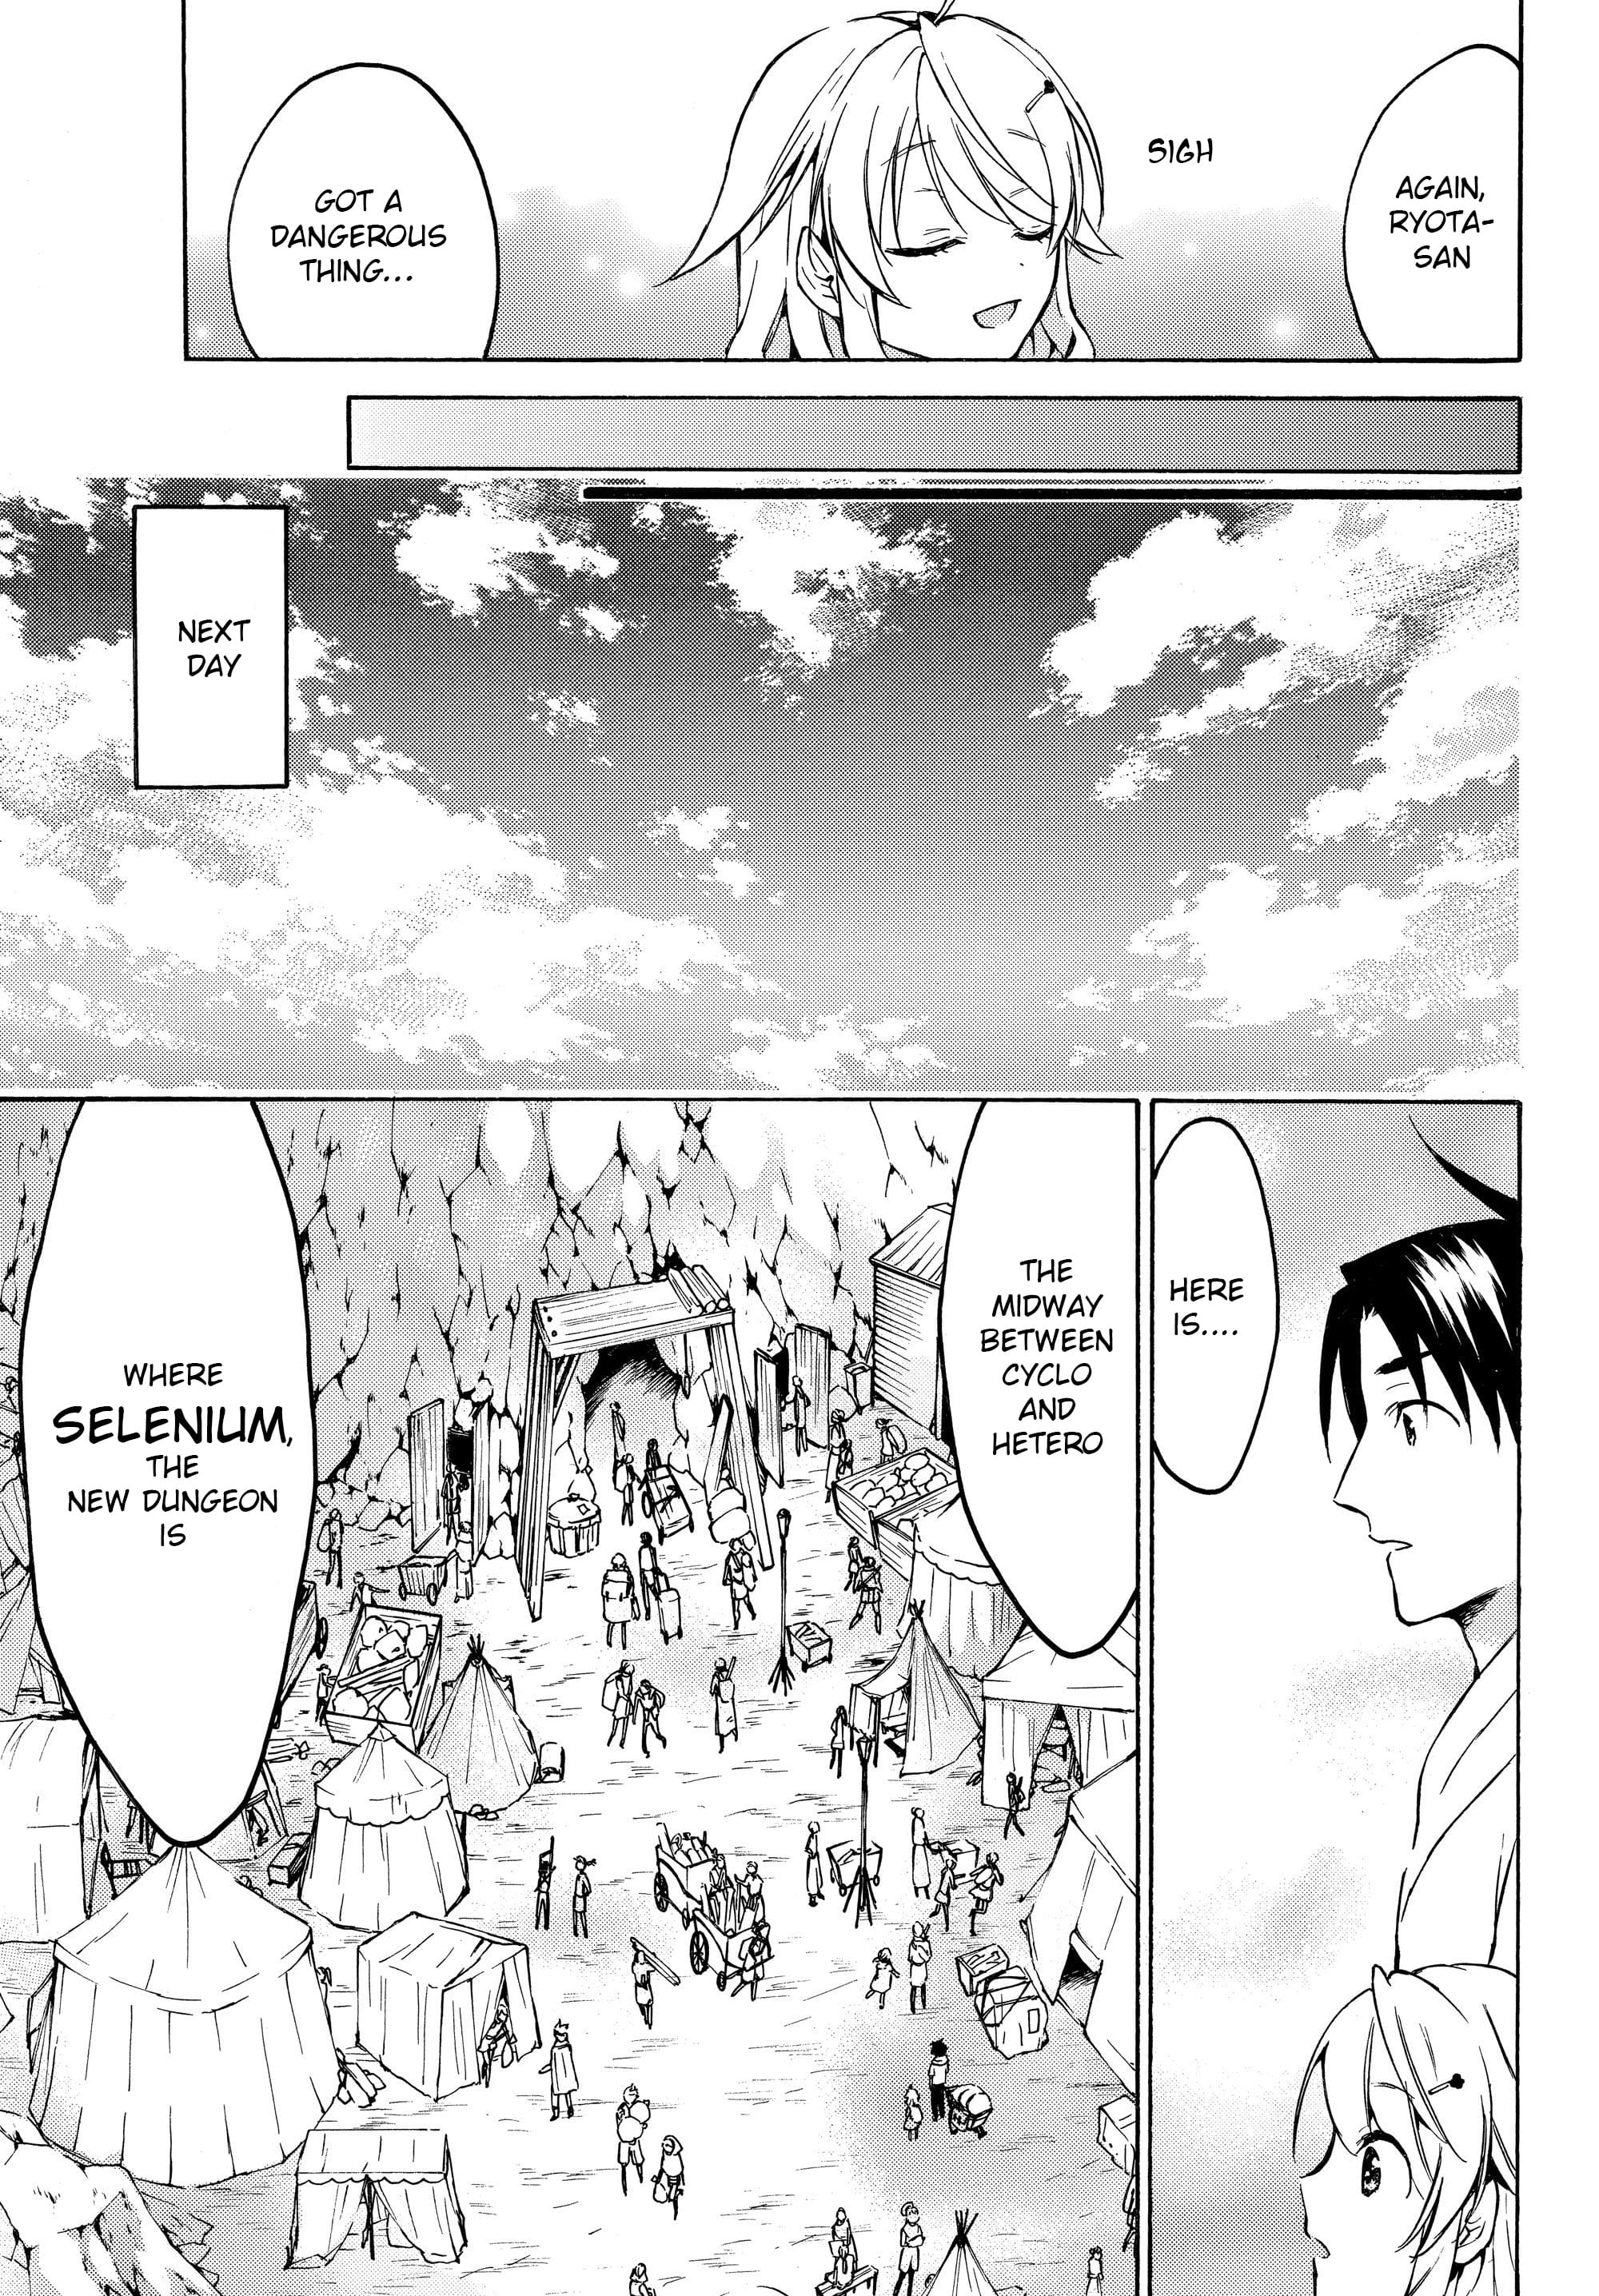 AGAIN,
RYOTA-
SAN
SIGH
GOT A
DANGEROUS
THING...
NEXT
DAY
HERE
IS....
THE
MIDWAY
BETWEEN
CYCLO
AND
HETERO
WHERE
SELENIUM,
THE
NEW DUNGEON
IS